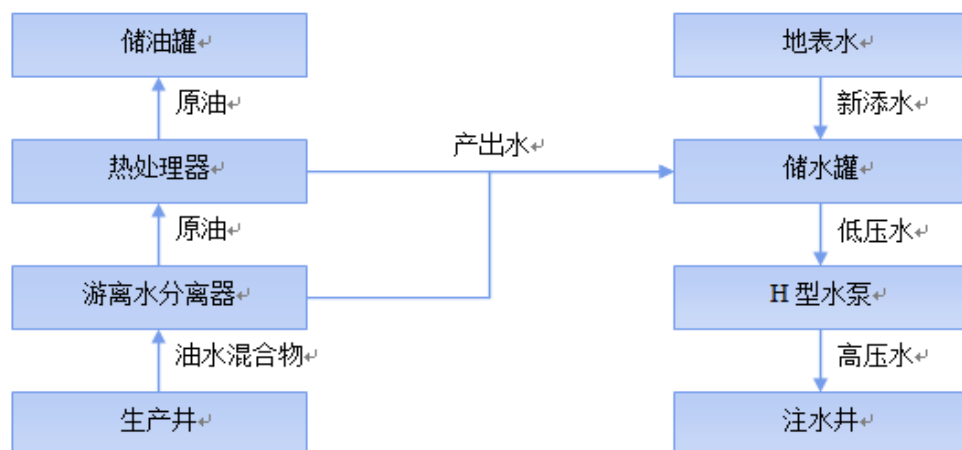 储油罐↵
地表水↵
原油↵
新添水↵
热处理器↵
产出水↵
储水罐↵
原油↵
低压水↵
游离水分离器↵
H 型水泵↵
油水混合物↵
高压水↵
生产井↵
注水井↵